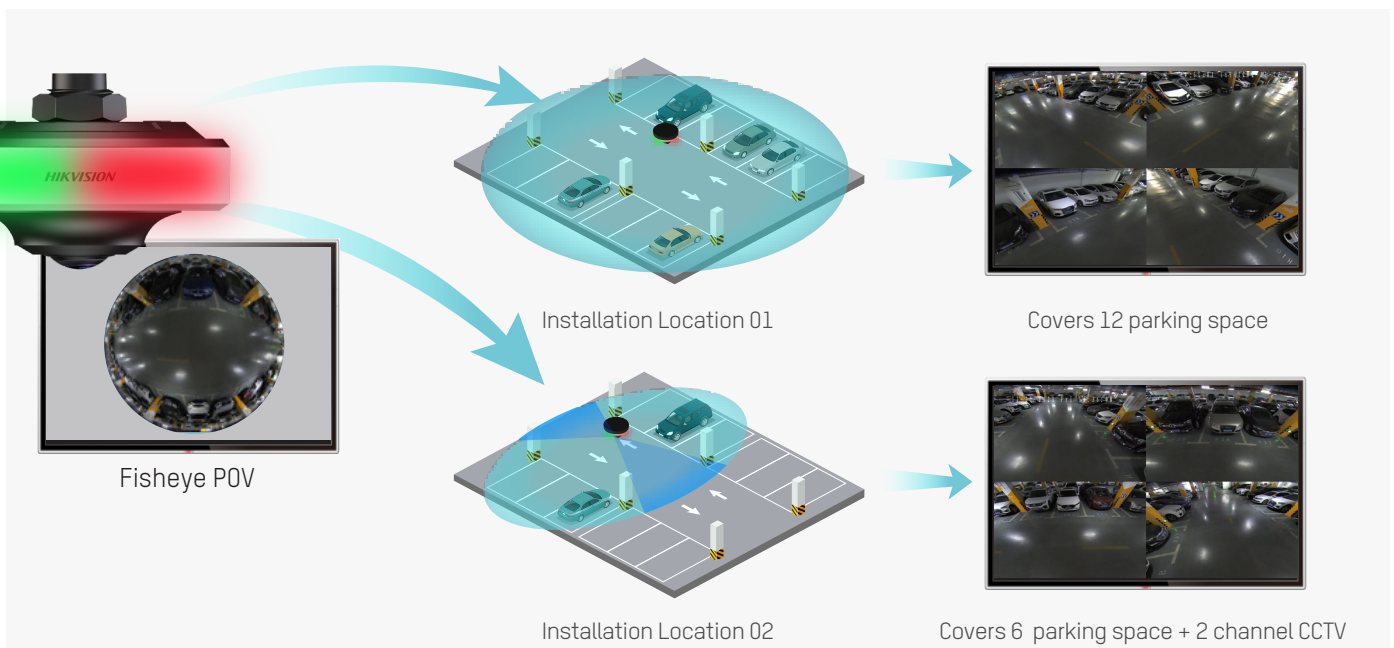 HIKVISION
Installation Location 01
Covers 12 parking space
Fisheye POV
Installation Location 02
Covers 6 parking space + 2 channel CCTV